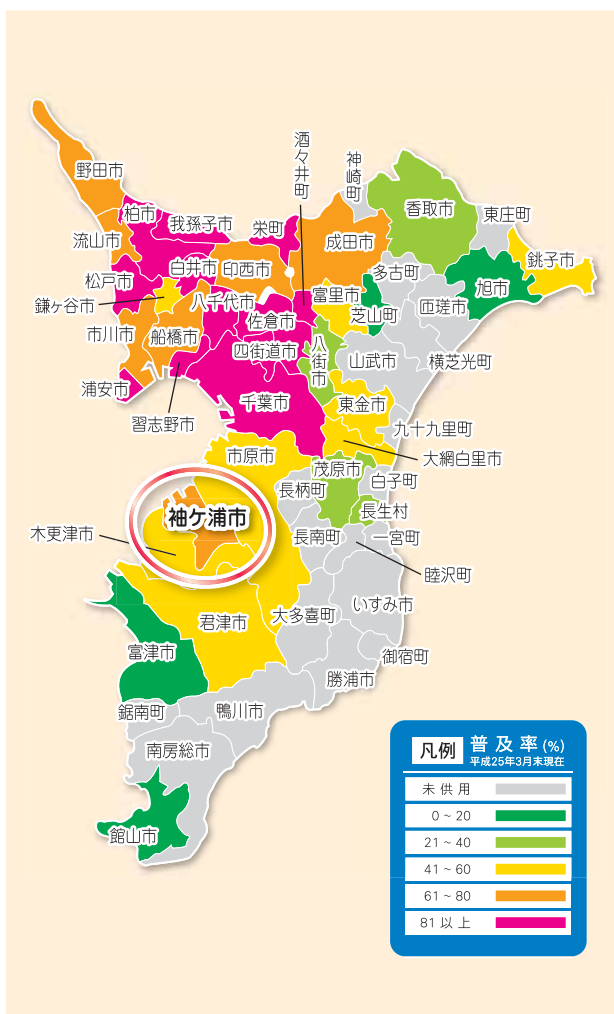 酒々井町
神崎町
野田市
柏市
我孫子市
栄町
香取市
東庄町
流山市
成田市
銚子市
松戸市
白井市
印西市
多古町
鎌ヶ谷市
八千代市
富里市
旭市
匝瑳市
芝山町
市川市
船橋市
佐倉市
四街道市
八街市
山武市
横芝光町
浦安市
千葉市
東金市
習志野市
九十九里町
市原市
大網白里市
茂原市
白子町
長柄町
袖ケ浦市
長生村
木更津市
長南町
一宮町
睦沢町
いすみ市
君津市
大多喜町
富津市
御宿町
勝浦市
鋸南町
鴨川市
南房総市
館山市
凡例 普及率(%)
平成25年3月末現在
未供用
0~20
21~40
41~60
61~80
81以上